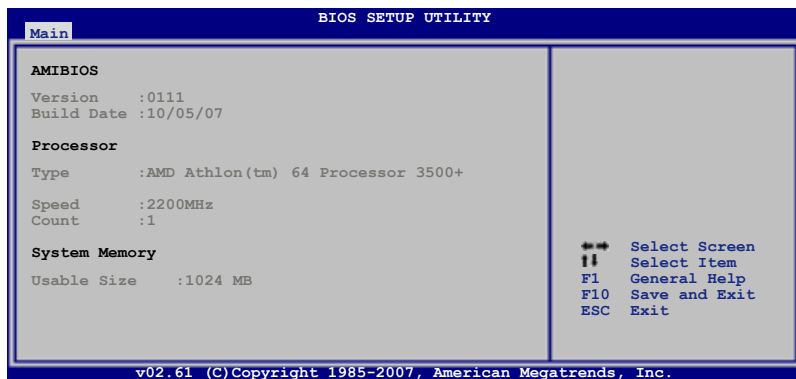 BIOS SETUP UTILITY
Main
AMIBIOS
Version :0111
Build Date :10/05/07
Processor
Type :AMD Athlon(tm) 64 Processor 3500+
Speed :2200MHz
Count :1
System Memory
Usable Size :1024 MB
←→ Select Screen
↑↓ Select Item
F1 General Help
F10 Save and Exit
ESC Exit
v02.61 (C)Copyright 1985-2007, American Megatrends, Inc.